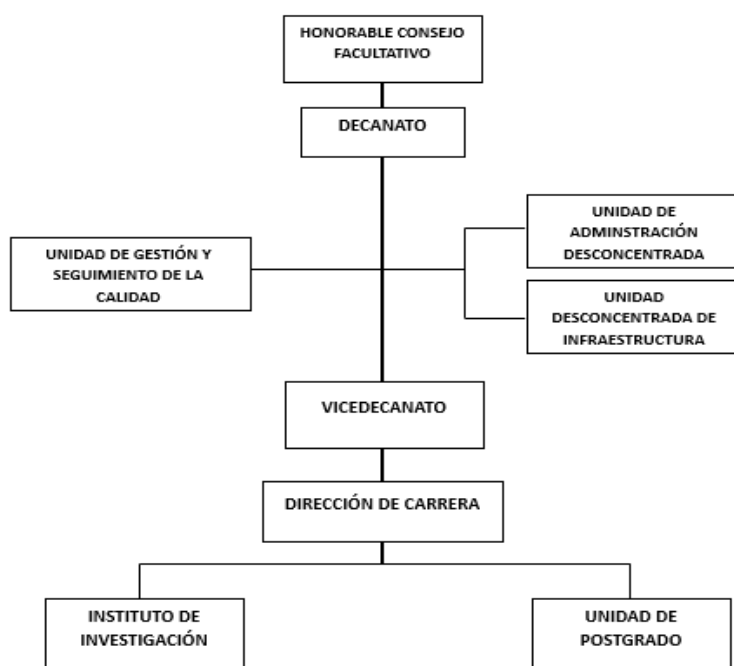 HONORABLE CONSEJO
FACULTATIVO
DECANATO
UNIDAD DE
ADMINSTRACIÓN
DESCONCENTRADA
UNIDAD DE GESTIÓN Y
SEGUIMIENTO DE LA
CALIDAD
UNIDAD
DESCONCENTRADA DE
INFRAESTRUCTURA
VICEDECANATO
DIRECCIÓN DE CARRERA
INSTITUTO DE
INVESTIGACIÓN
UNIDAD DE
POSTGRADO